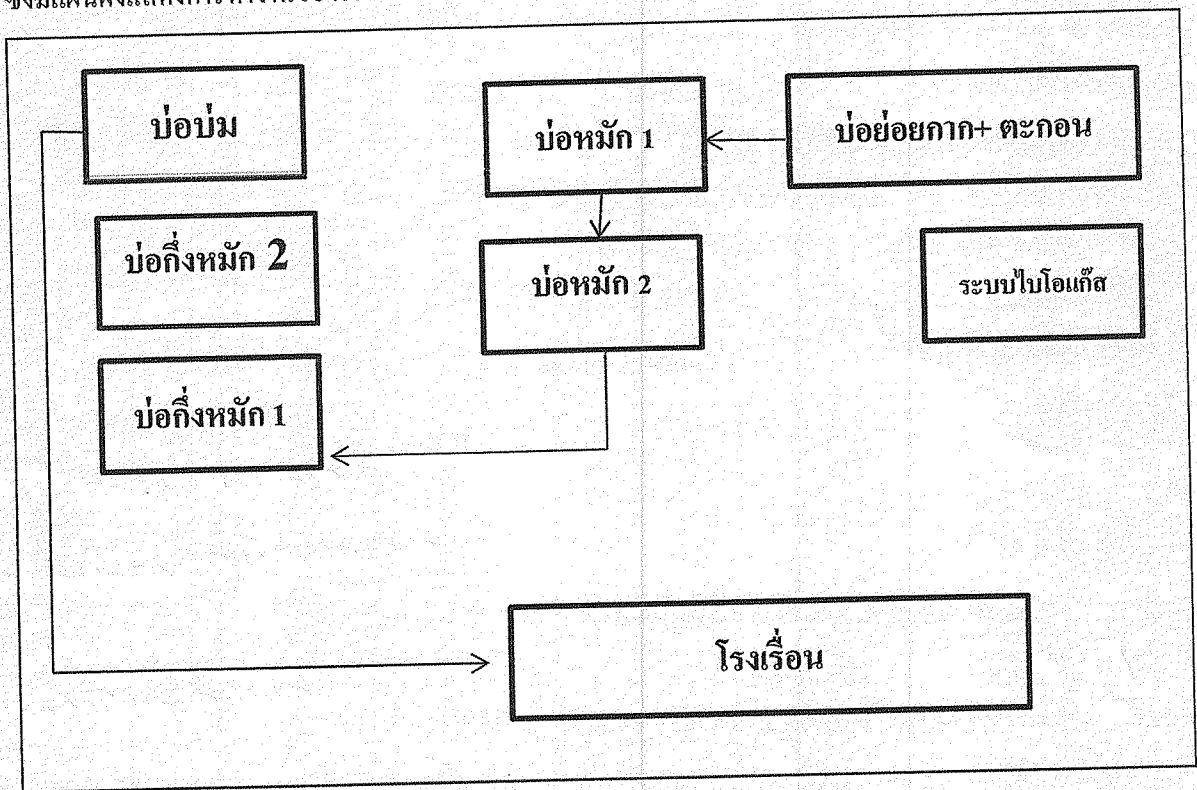 บ่อบ่ม
บ่อหมัก 1
บ่อย่อยกาก+ ตะกอน
บ่อกึ่งหมัก 2
บ่อหมัก 2
ระบบไบโอแก๊ส
บ่อกึ่งหมัก 1
โรงเรื่อน